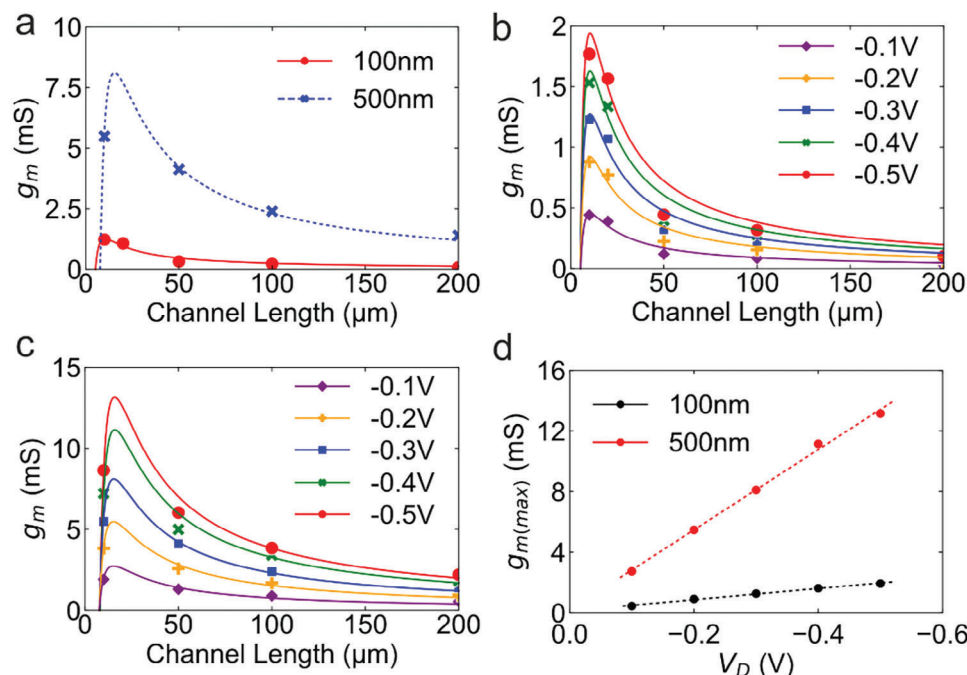 a
10
7.5
5
2.5
0
g_m (mS)
100nm
500nm
0 50 100 150 200
Channel Length (μm)
b
2
1.5
1
0.5
0
g_m (mS)
-0.1V
-0.2V
-0.3V
-0.4V
-0.5V
0 50 100 150 200
Channel Length (μm)
c
15
10
5
0
g_m (mS)
-0.1V
-0.2V
-0.3V
-0.4V
-0.5V
0 50 100 150 200
Channel Length (μm)
d
16
12
8
4
0
g_m(max) (mS)
100nm
500nm
0.0 −0.2 −0.4 −0.6
V_D (V)